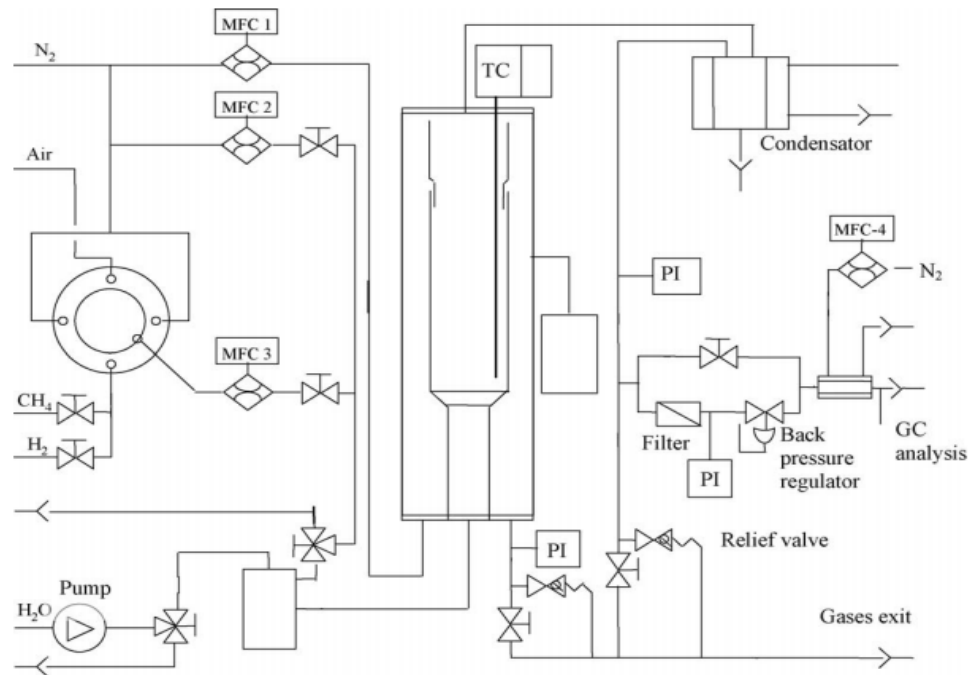 MFC 1
N2
TC
MFC 2
Condensator
Air
MFC-4
N2
PI
MFC 3
CH4
H2
Filter
Back
pressure
regulator
GC
analysis
PI
PI
Relief valve
Pump
H2O
Gases exit